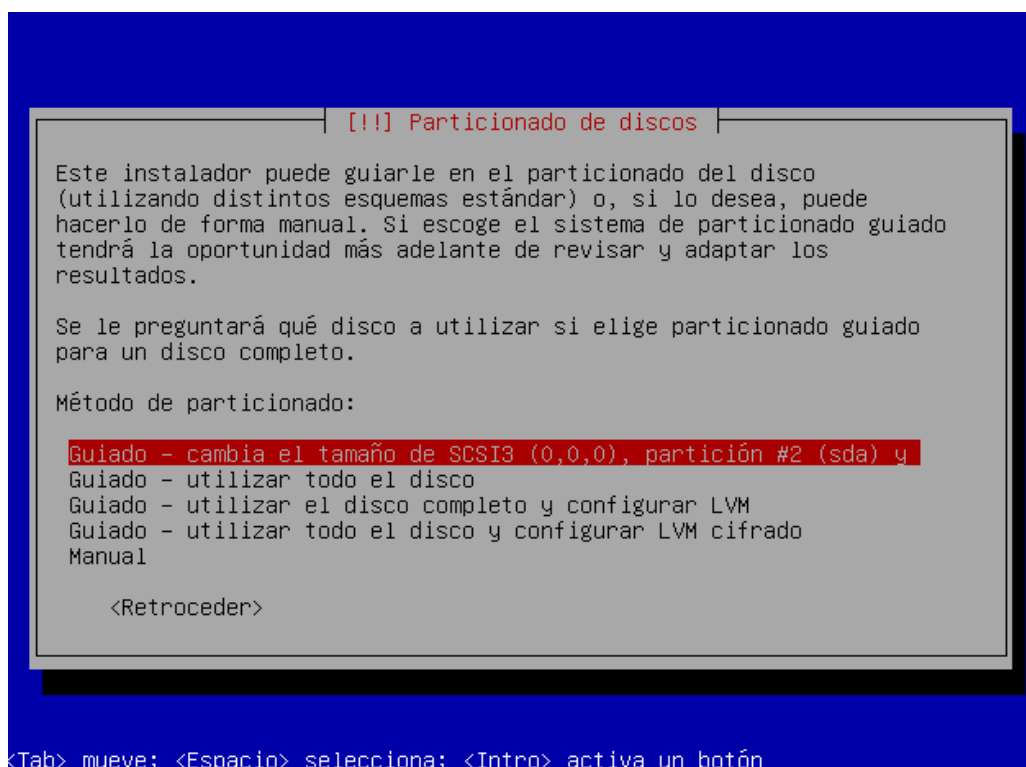 [!!] Particionado de discos
Este instalador puede guiarle en el particionado del disco
(utilizando distintos esquemas estándar) o, si lo desea, puede
hacerlo de forma manual. Si escoge el sistema de particionado guiado
tendrá la oportunidad más adelante de revisar y adaptar los
resultados.
Se le preguntará qué disco a utilizar si elige particionado guiado
para un disco completo.
Método de particionado:
Guiado – cambia el tamaño de SCSI3 (0,0,0), partición #2 (sda) y
Guiado – utilizar todo el disco
Guiado – utilizar el disco completo y configurar LVM
Guiado – utilizar todo el disco y configurar LVM cifrado
Manual
<Retroceder>
<Tab> mueve; <Espacio> selecciona; <Intro> activa un botón